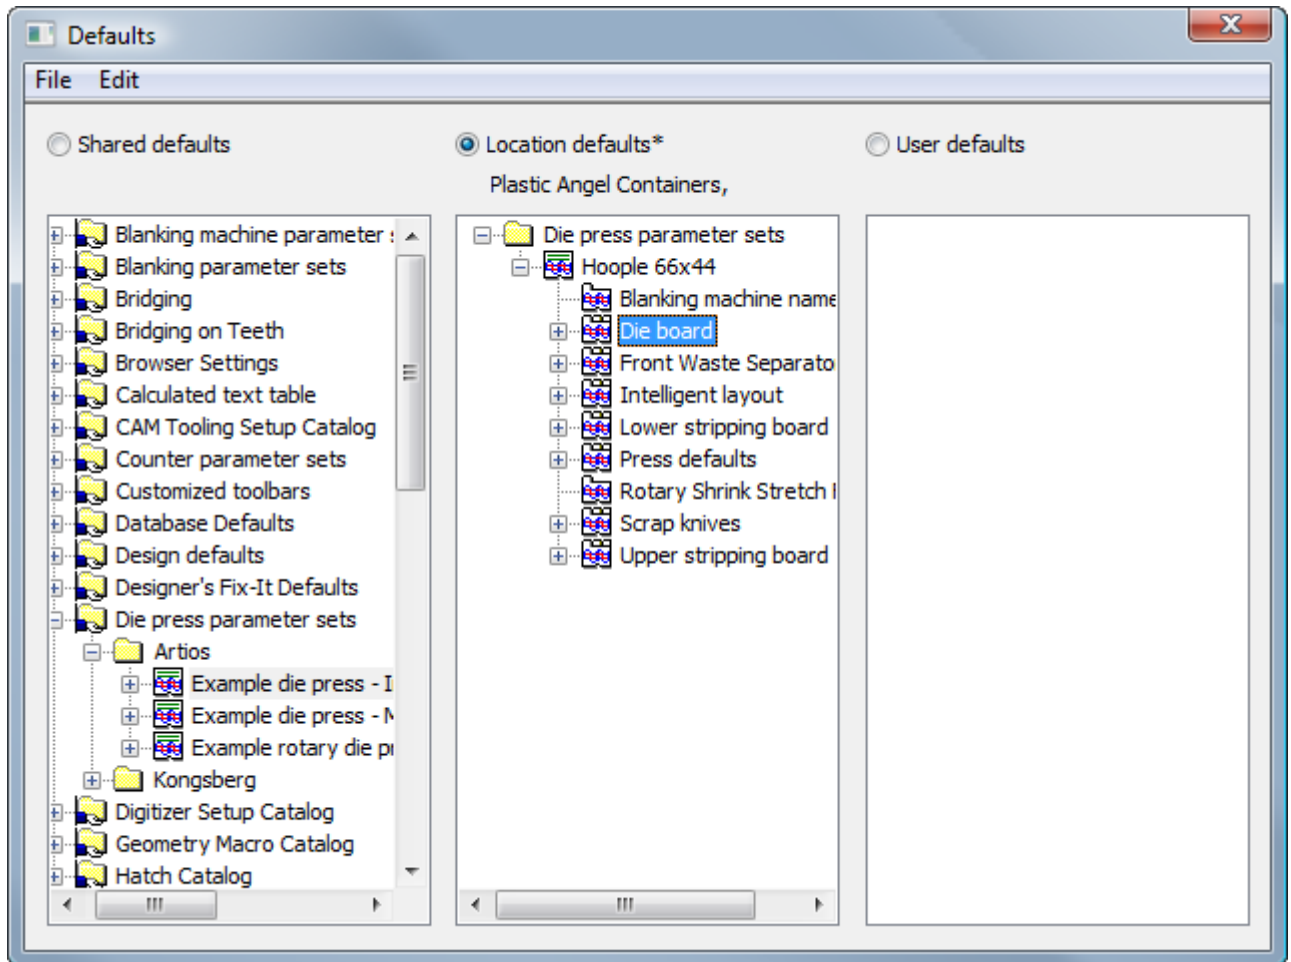 Defaults
File Edit
Shared defaults
Location defaults*
User defaults
Plastic Angel Containers,
Blanking machine parameter
Blanking parameter sets
Bridging
Bridging on Teeth
Browser Settings
Calculated text table
CAM Tooling Setup Catalog
Counter parameter sets
Customized toolbars
Database Defaults
Design defaults
Designer's Fix-It Defaults
Die press parameter sets
Artios
Example die press - I
Example die press - M
Example rotary die pr
Kongsberg
Digitizer Setup Catalog
Geometry Macro Catalog
Hatch Catalog
Die press parameter sets
Hoople 66x44
Blanking machine name
Die board
Front Waste Separato
Intelligent layout
Lower stripping board
Press defaults
Rotary Shrink Stretch
Scrap knives
Upper stripping board